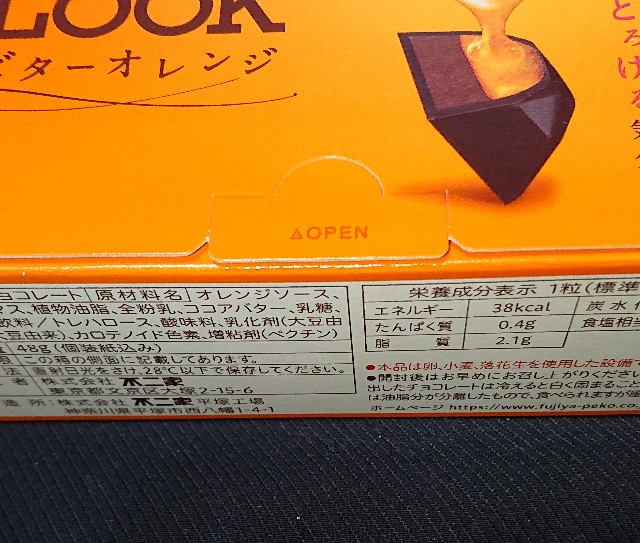 LOOK
ビターオレンジ
とろける
△OPEN
ョコレート 原材料名 オレンジソース、
マス、植物油脂、全粉乳、ココアバター、乳糖、
飲料／トレハロース、酸味料、乳化剤(大豆由
大豆由来)、カロテノイド色素、増粘剤(ペクチン)
48g(個装紙込み)
この箱の側面に記載してあります。
法 直射日光をさけ、28℃以下で保存してください。
者 株式会社 不二家
東京都文京区大塚2-15-6
造所 株式会社 不二家 平塚工場
神奈川県平塚市西八幡1-4-1
栄養成分表示 1粒(標準
エネルギー 38kcal 炭水化
たんぱく質 0.4g 食塩相
脂質 2.1g
●本品は卵、小麦、落花生を使用した設備で
●開封後はお早めにお召し上がりください
出したチョコレートは冷えると白く固まるこ
は油脂分が分離したもので、食べられますが風
ホームページ https://www.fujiya-peko.co.